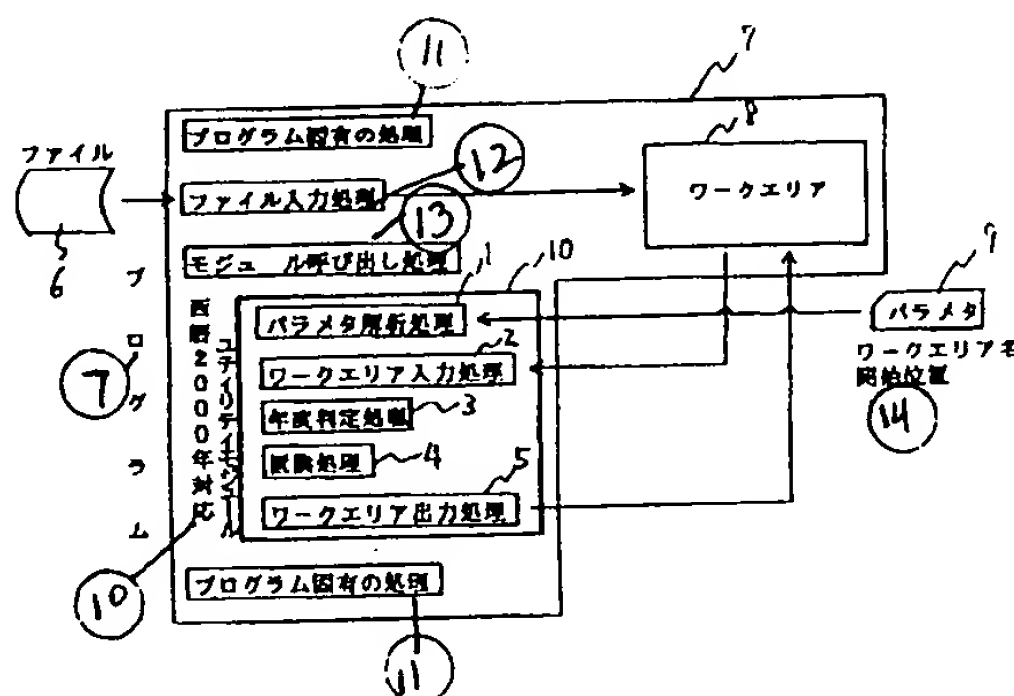 11
7
プログラム固有の処理
8
ファイル
12
ワークエリア
ファイル入力処理
13
6
モジュール呼び出し処理
1
10
9
パラメタ解析処理
パラメタ
2
ワークエリア名
開始位置
14
ワークエリア入力処理
7
プログラム
西暦2000年対応
ユティリティモジュール
年度判定処理
3
4
5
ワークエリア出力処理
10
プログラム固有の処理
11